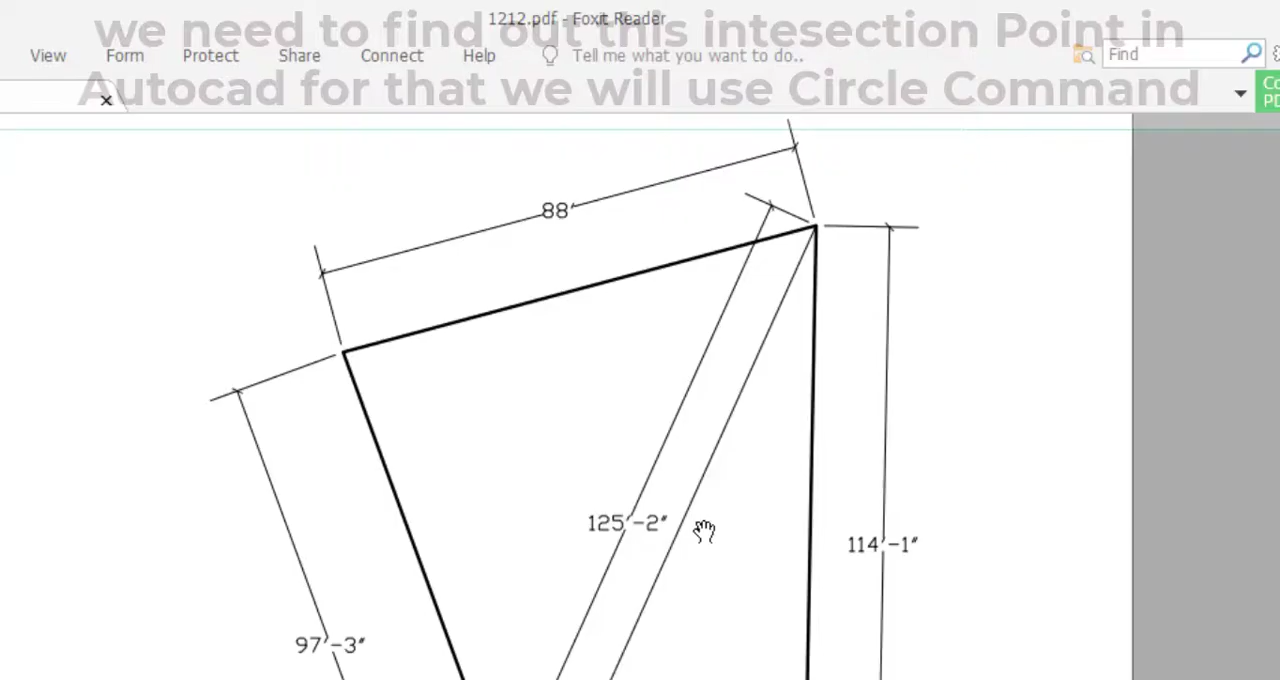 1212.pdf - Foxit Reader
we need to find out this intesection Point in
View Form Protect Share Connect Help Tell me what you want to do.. Find
Autocad for that we will use Circle Command
88'
125'-2"
114'-1"
97'-3"